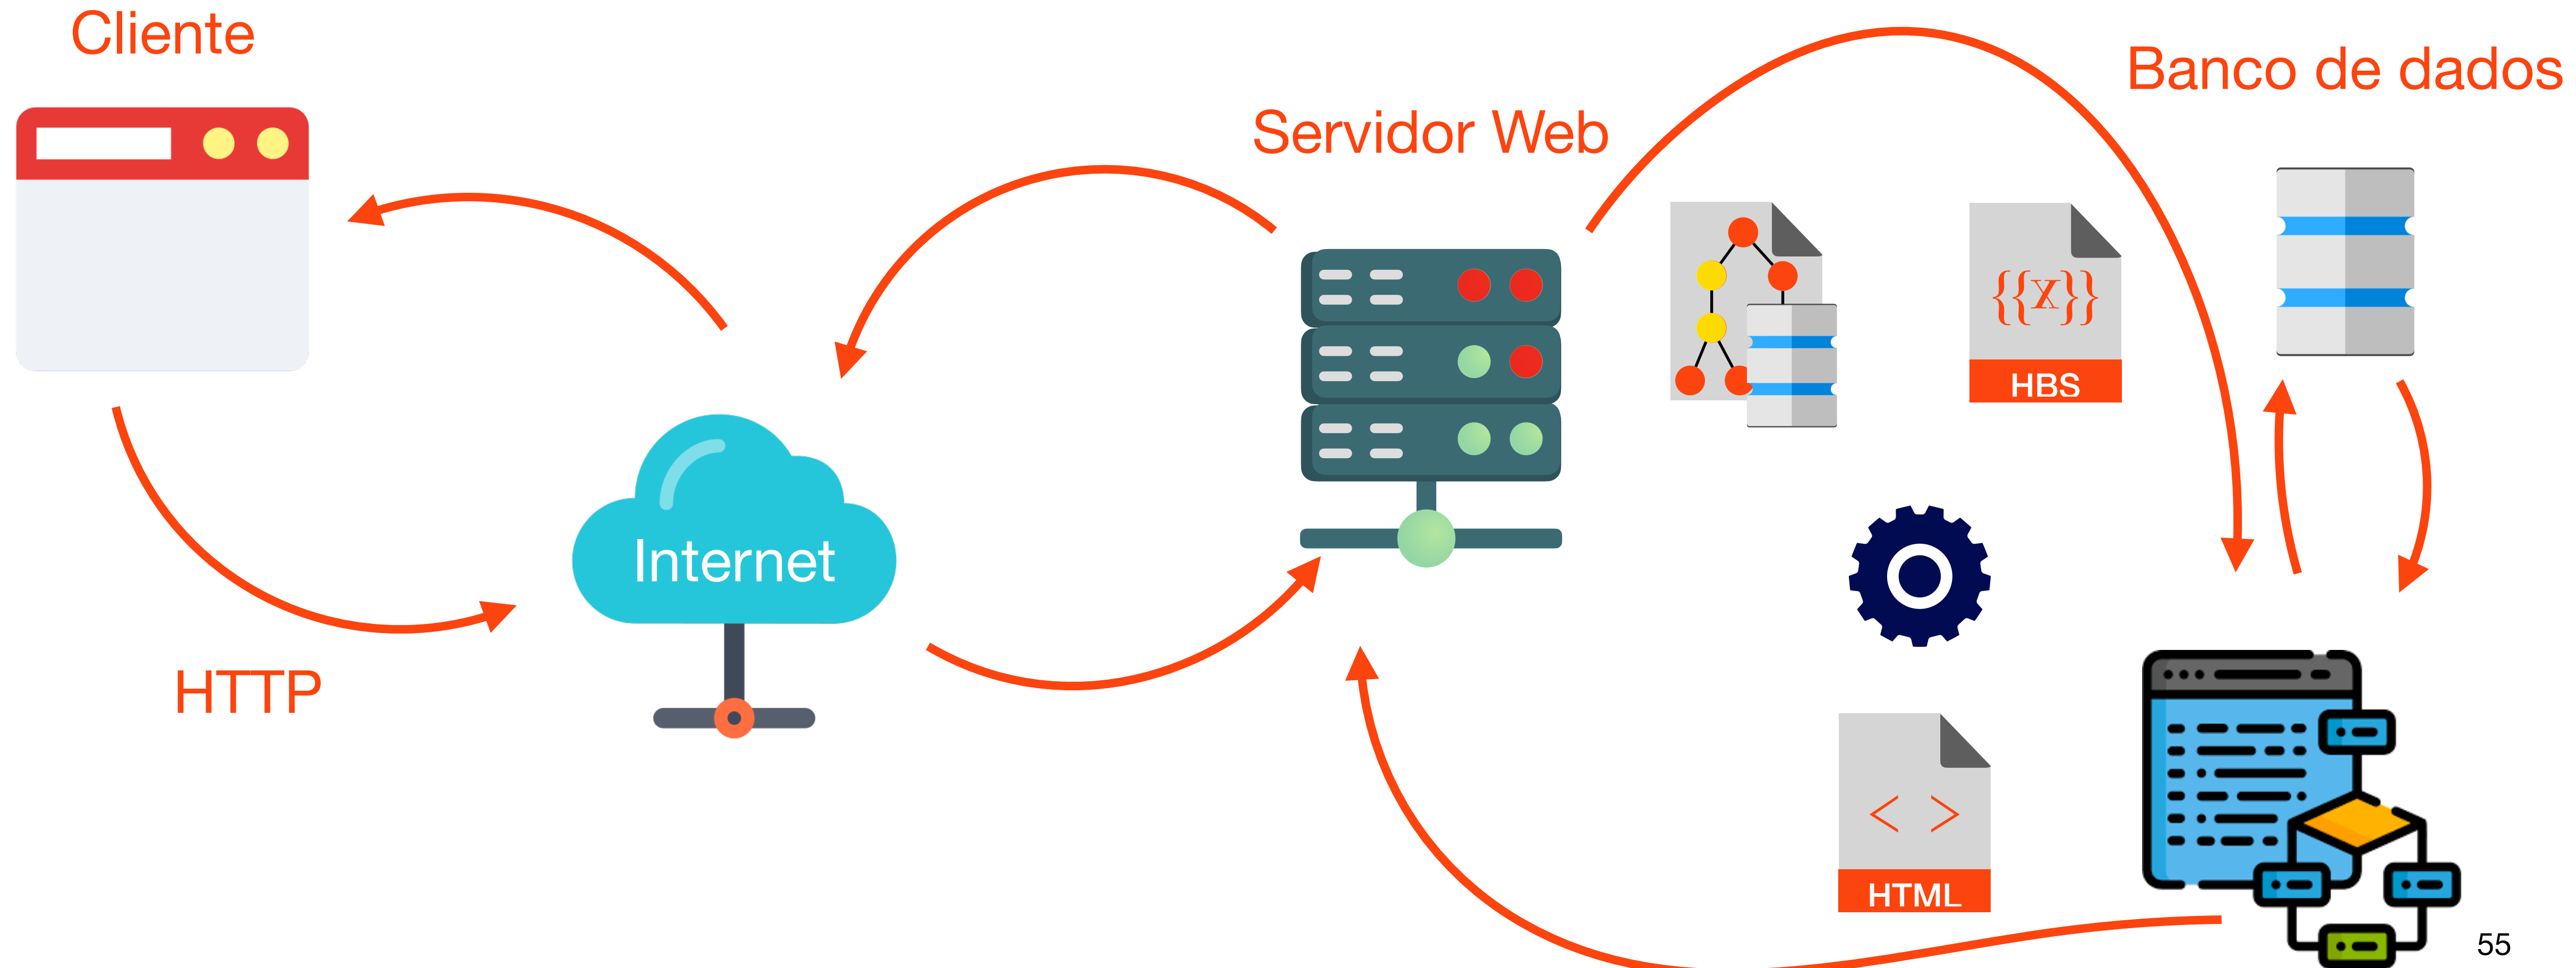 Cliente
Banco de dados
Servidor Web
{{X}}
HBS
Internet
HTTP
< >
HTML
55